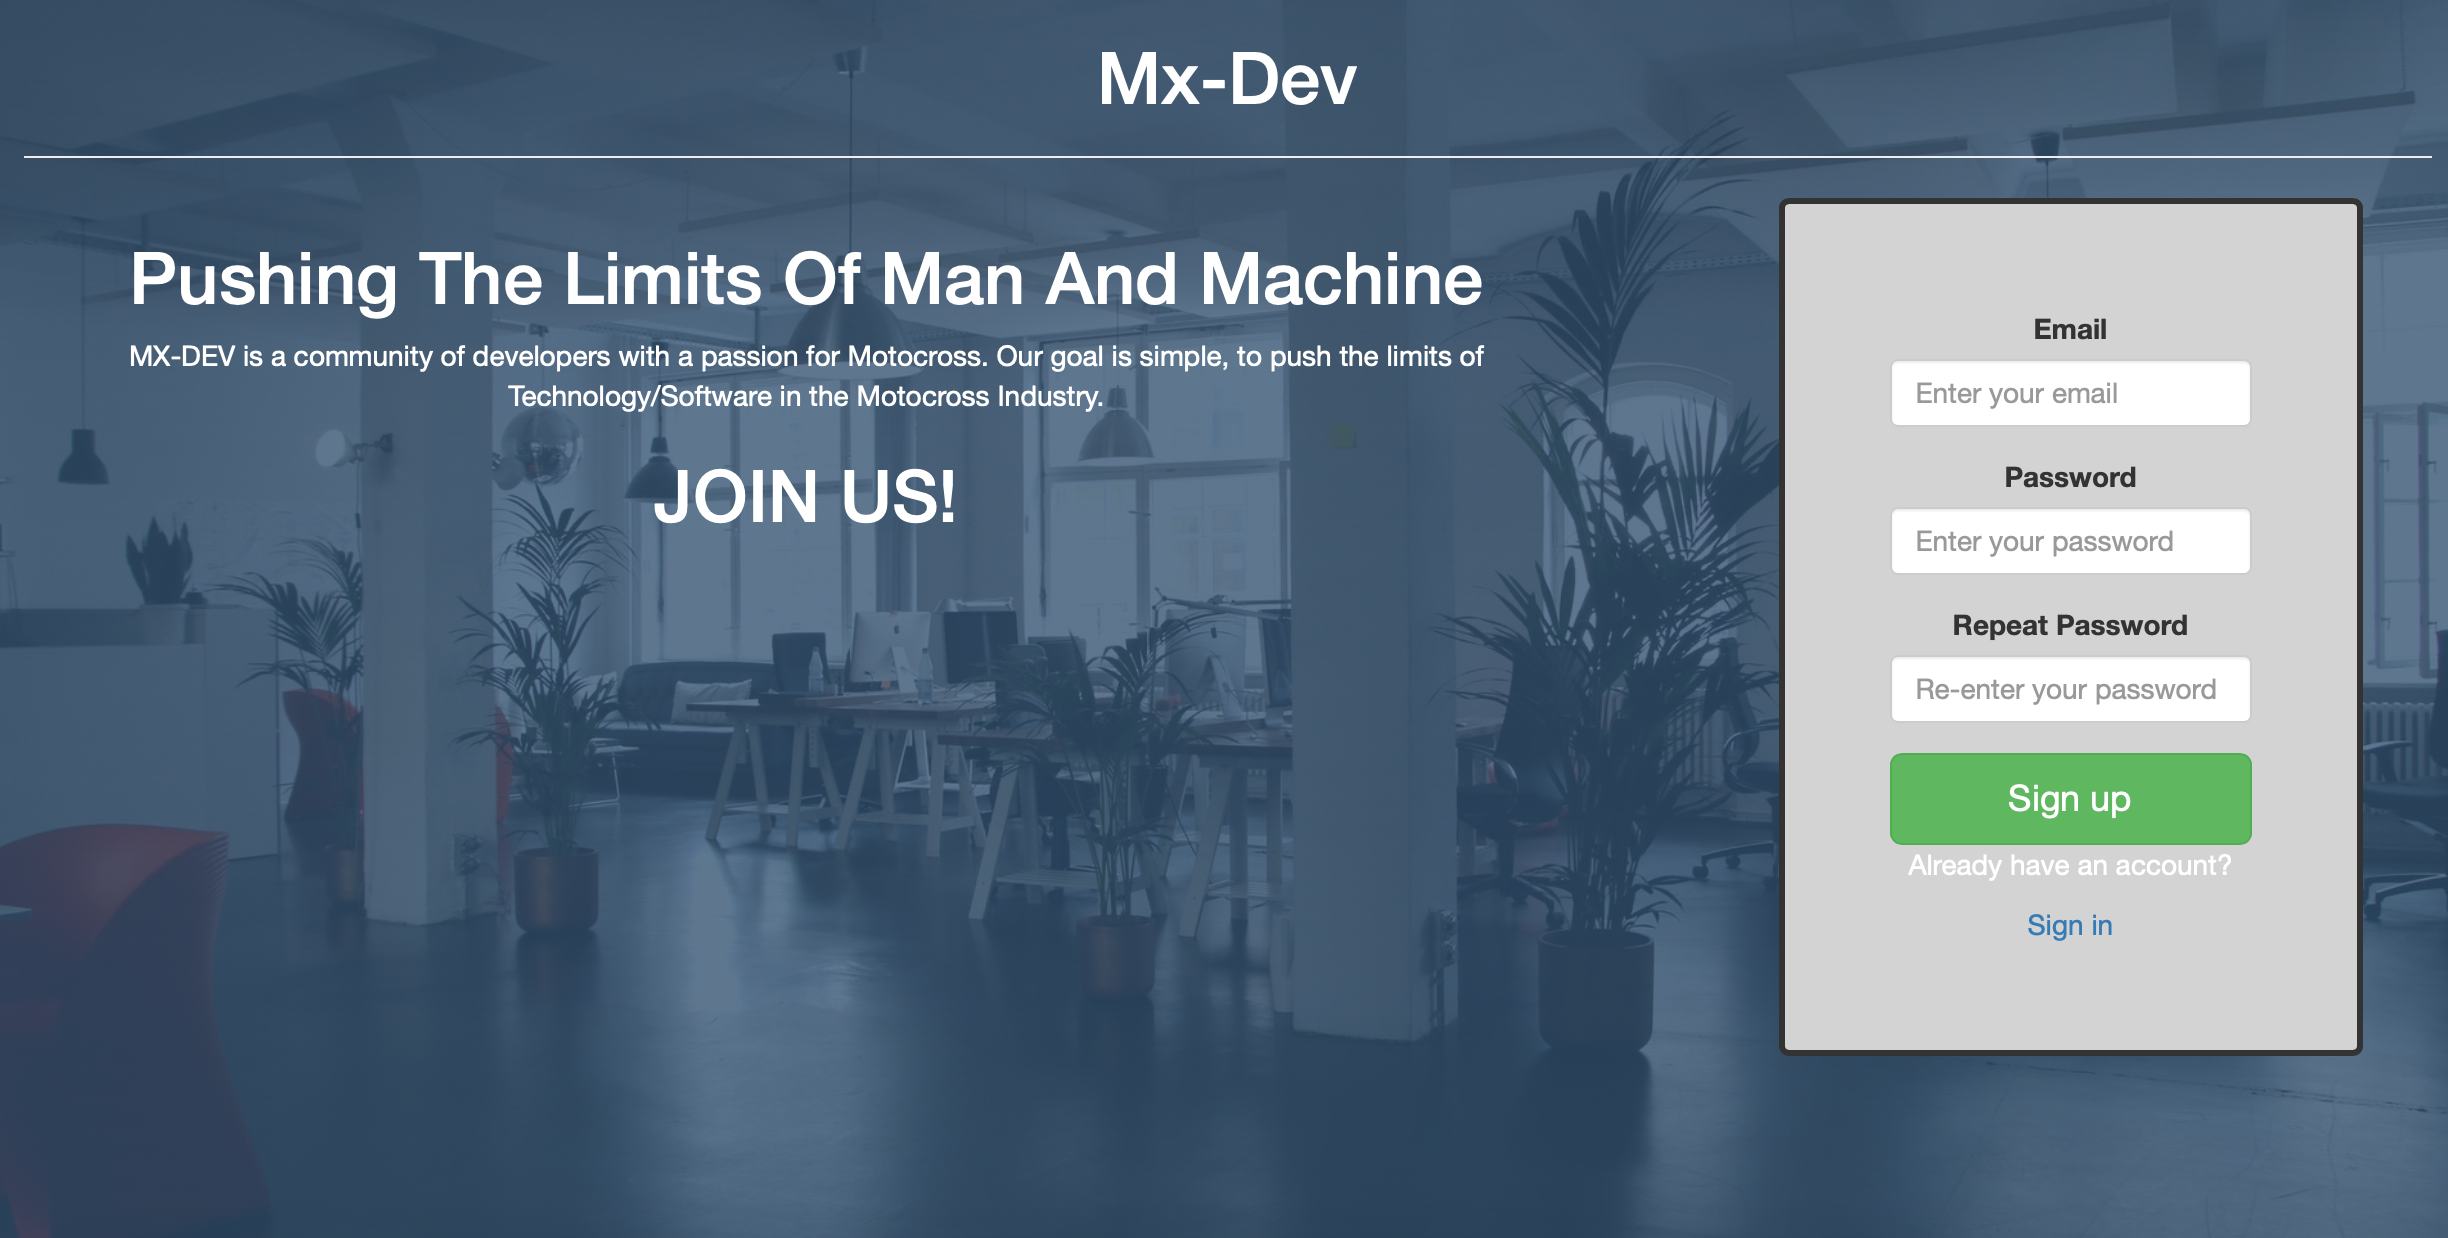 Mx-Dev
Pushing The Limits Of Man And Machine
MX-DEV is a community of developers with a passion for Motocross. Our goal is simple, to push the limits of
Technology/Software in the Motocross Industry.
JOIN US!
Email
Enter your email
Password
Enter your password
Repeat Password
Re-enter your password
Sign up
Already have an account?
Sign in